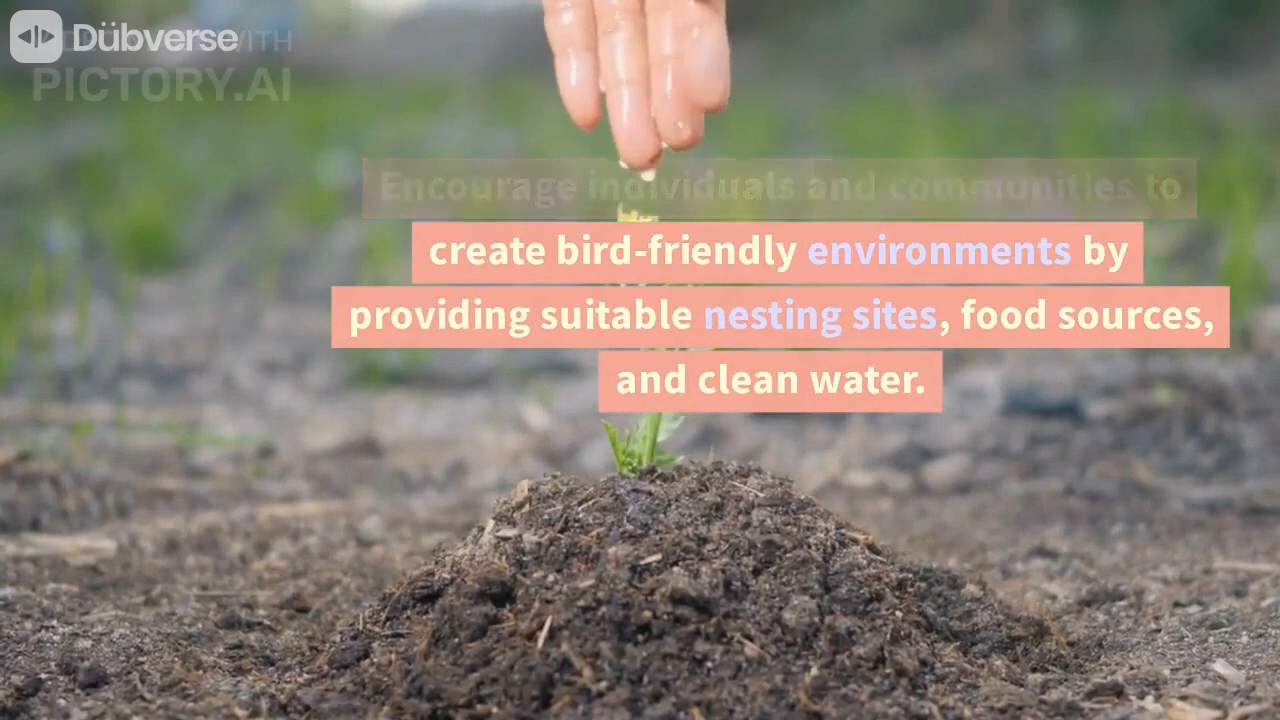 Dübverse
WITH
PICTORY.AI
Encourage individuals and communities to
create bird-friendly environments by
providing suitable nesting sites, food sources,
and clean water.